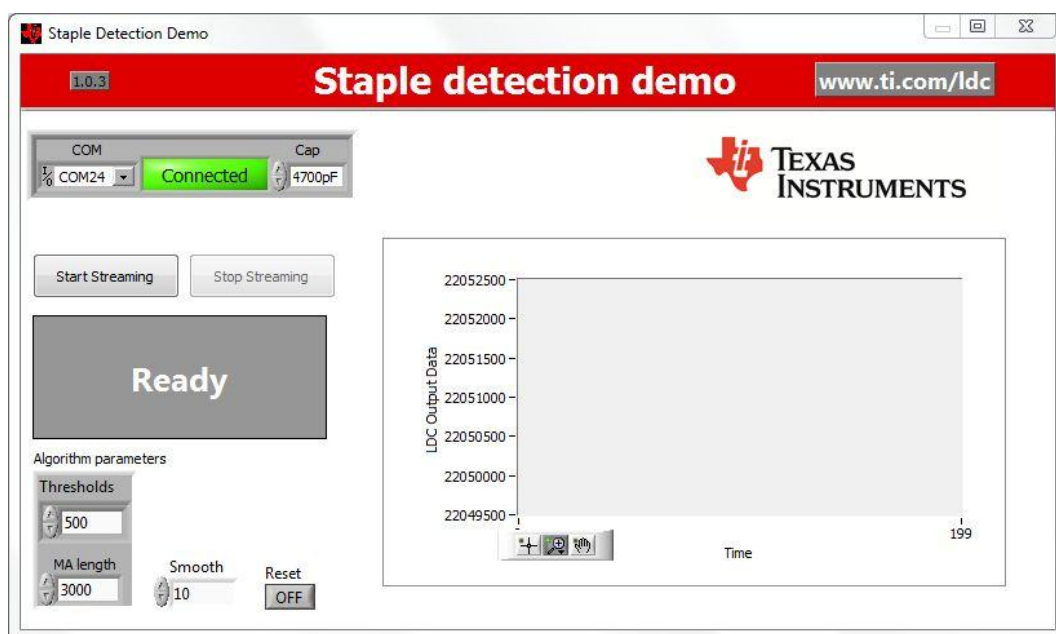 Staple Detection Demo
1.0.3
Staple detection demo
www.ti.com/ldc
COM
Cap
COM24
Connected
4700pF
TEXAS
INSTRUMENTS
Start Streaming
Stop Streaming
Ready
Algorithm parameters
Thresholds
500
MA length
3000
Smooth
10
Reset
OFF
LDC Output Data
22052500
22052000
22051500
22051000
22050500
22050000
22049500
199
Time